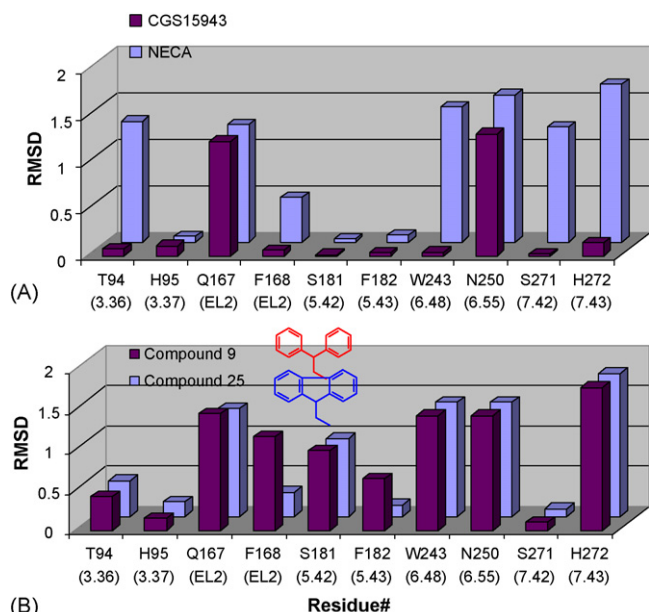 CGS15943
NECA
2
1.5
1
0.5
0
RMSD
T94 H95 Q167 F168 S181 F182 W243 N250 S271 H272
(3.36) (3.37) (EL2) (EL2) (5.42) (5.43) (6.48) (6.55) (7.42) (7.43)
(A)
Compound 9
Compound 25
2
1.5
1
0.5
0
RMSD
T94 H95 Q167 F168 S181 F182 W243 N250 S271 H272
(3.36) (3.37) (EL2) (EL2) (5.42) (5.43) (6.48) (6.55) (7.42) (7.43)
(B)
Residue#